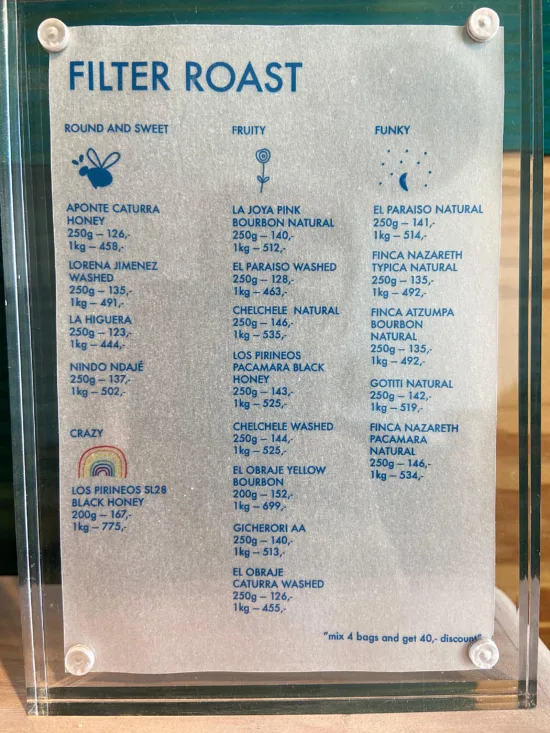 FILTER ROAST
ROUND AND SWEET
APONTE CATURRA
HONEY
250g – 126,-
1kg – 458,-
LORENA JIMENEZ
WASHED
250g – 135,-
1kg – 491,-
LA HIGUERA
250g – 123,-
1kg – 444,-
NINDO NDAJÉ
250g – 137,-
1kg – 502,-
CRAZY
LOS PIRINEOS SL28
BLACK HONEY
200g – 167,-
1kg – 775,-
FRUITY
LA JOYA PINK
BOURBON NATURAL
250g – 140,-
1kg – 512,-
EL PARAISO WASHED
250g – 128,-
1kg – 463,-
CHELCHELE NATURAL
250g – 146,-
1kg – 535,-
LOS PIRINEOS
PACAMARA BLACK
HONEY
250g – 143,-
1kg – 525,-
CHELCHELE WASHED
250g – 144,-
1kg – 525,-
EL OBRAJE YELLOW
BOURBON
200g – 152,-
1kg – 699,-
GICHERORI AA
250g – 140,-
1kg – 513,-
EL OBRAJE
CATURRA WASHED
250g – 126,-
1kg – 455,-
FUNKY
EL PARAISO NATURAL
250g – 141,-
1kg – 514,-
FINCA NAZARETH
TYPICA NATURAL
250g – 135,-
1kg – 492,-
FINCA ATZUMPA
BOURBON
NATURAL
250g – 135,-
1kg – 492,-
GOTITI NATURAL
250g – 142,-
1kg – 519,-
FINCA NAZARETH
PACAMARA
NATURAL
250g – 146,-
1kg – 534,-
"mix 4 bags and get 40,- discount"